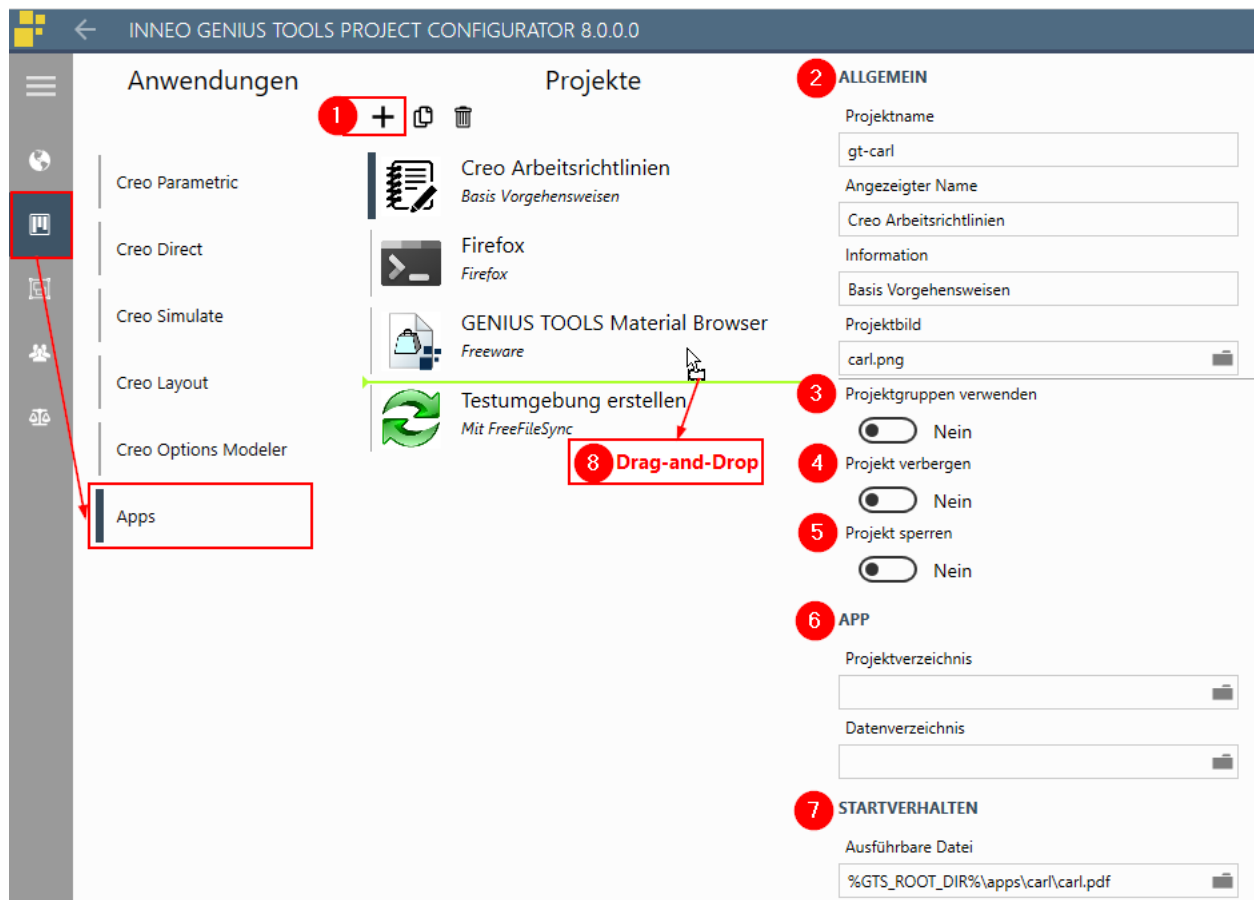 INNEO GENIUS TOOLS PROJECT CONFIGURATOR 8.0.0.0
Anwendungen
Creo Parametric
Creo Direct
Creo Simulate
Creo Layout
Creo Options Modeler
Apps
Projekte
1
Creo Arbeitsrichtlinien
Basis Vorgehensweisen
Firefox
Firefox
GENIUS TOOLS Material Browser
Freeware
Testumgebung erstellen
Mit FreeFileSync
8 Drag-and-Drop
2 ALLGEMEIN
Projektname
gt-carl
Angezeigter Name
Creo Arbeitsrichtlinien
Information
Basis Vorgehensweisen
Projektbild
carl.png
3 Projektgruppen verwenden
Nein
4 Projekt verbergen
Nein
5 Projekt sperren
Nein
6 APP
Projektverzeichnis
Datenverzeichnis
7 STARTVERHALTEN
Ausführbare Datei
%GTS_ROOT_DIR%\apps\carl\carl.pdf